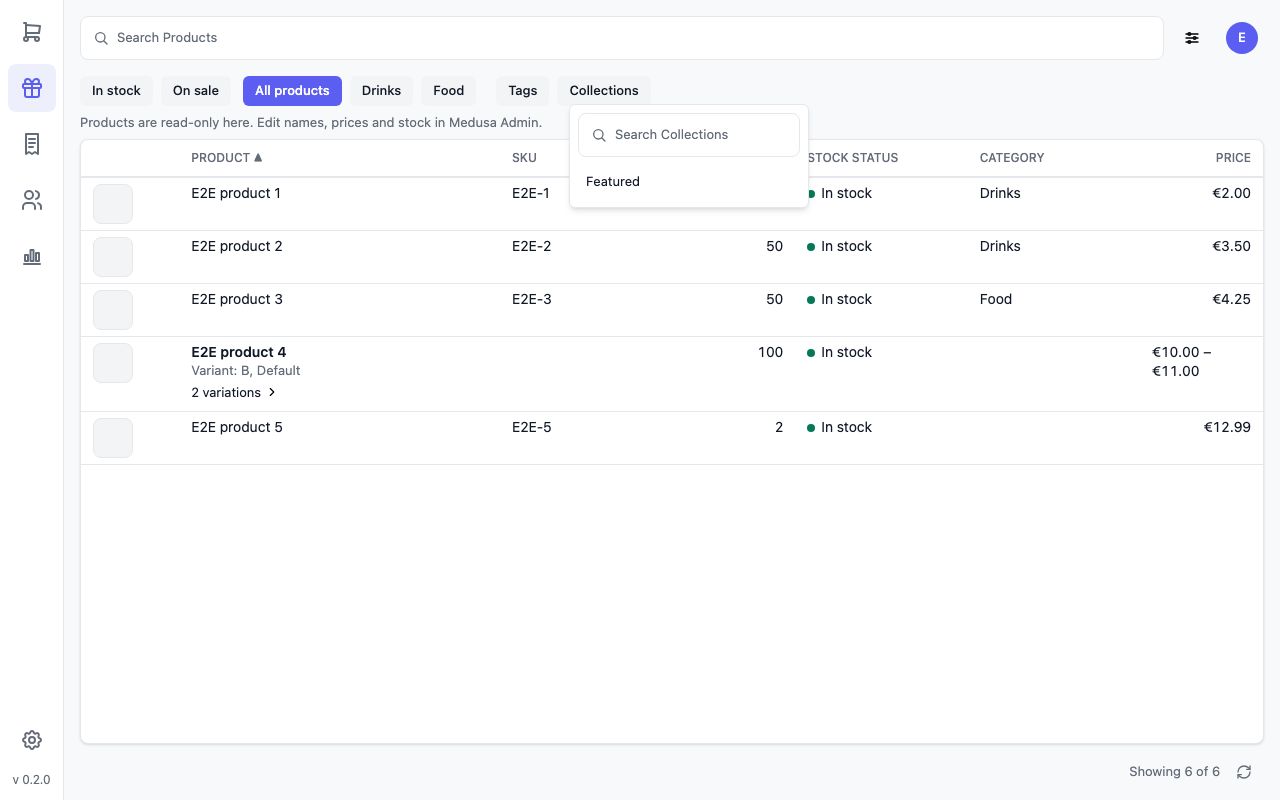 Search Products
E
In stock On sale All products Drinks Food Tags Collections
Products are read-only here. Edit names, prices and stock in Medusa Admin.
Search Collections
Featured
PRODUCT SKU STOCK STATUS CATEGORY PRICE
E2E product 1 E2E-1 In stock Drinks €2.00
E2E product 2 E2E-2 50 In stock Drinks €3.50
E2E product 3 E2E-3 50 In stock Food €4.25
E2E product 4 100 In stock €10.00 –
Variant: B, Default €11.00
2 variations
E2E product 5 E2E-5 2 In stock €12.99
v 0.2.0
Showing 6 of 6